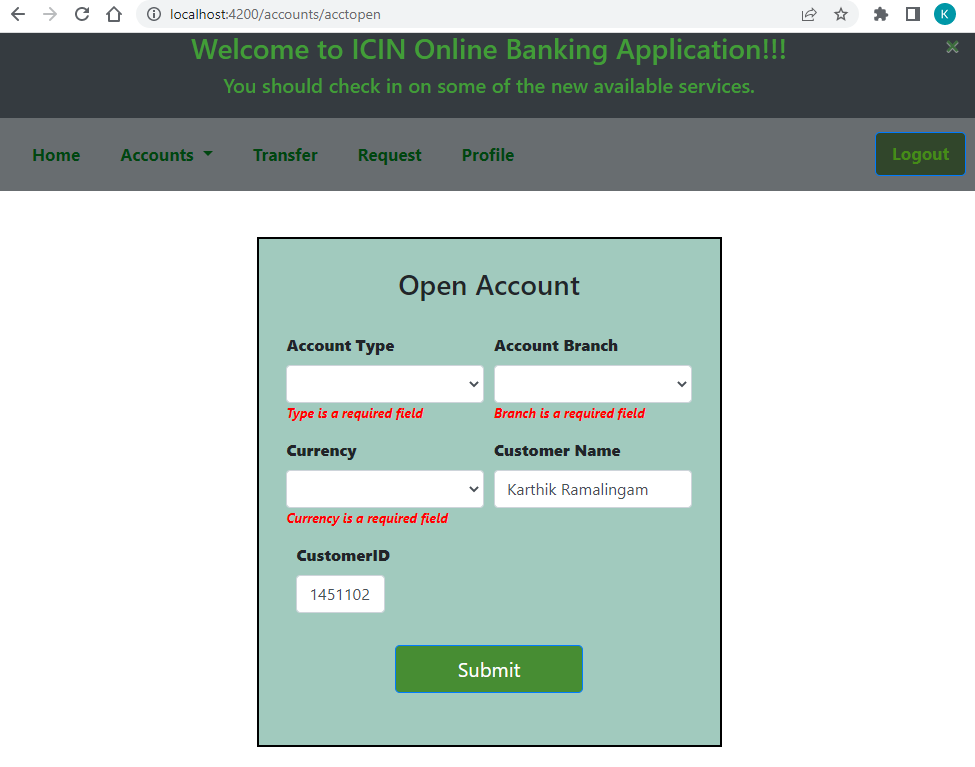 localhost:4200/accounts/acctopen
K
Welcome to ICIN Online Banking Application!!!
You should check in on some of the new available services.
Home Accounts Transfer Request Profile Logout
Open Account
Account Type Account Branch
Type is a required field Branch is a required field
Currency Customer Name
Karthik Ramalingam
Currency is a required field
CustomerID
1451102
Submit